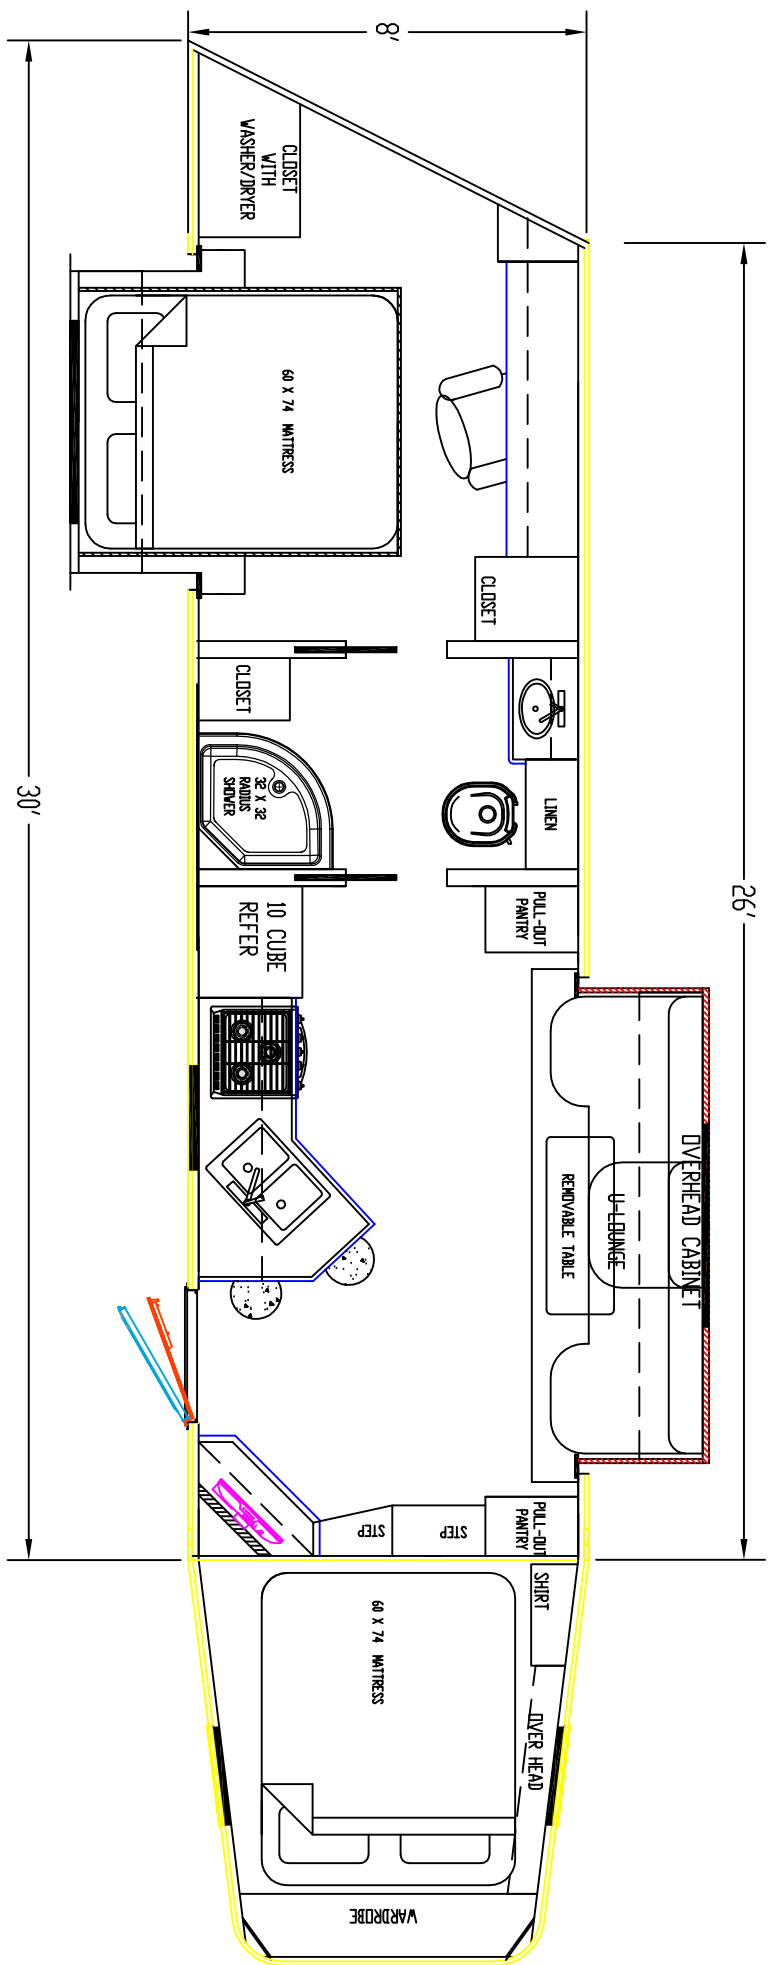 8'
30'
26'
CLOSET
WITH
WASHER/DRYER
60 X 74 MATTRESS
CLOSET
CLOSET
32 X 32
RADIUS
SHOWER
LINEN
PULL-OUT
PANTRY
10 CUBE
REFER
OVERHEAD CABINET
U-LOUNGE
REMOVABLE TABLE
STEP
STEP
PULL-OUT
PANTRY
SHIRT
60 X 74 MATTRESS
OVER HEAD
WARDROBE